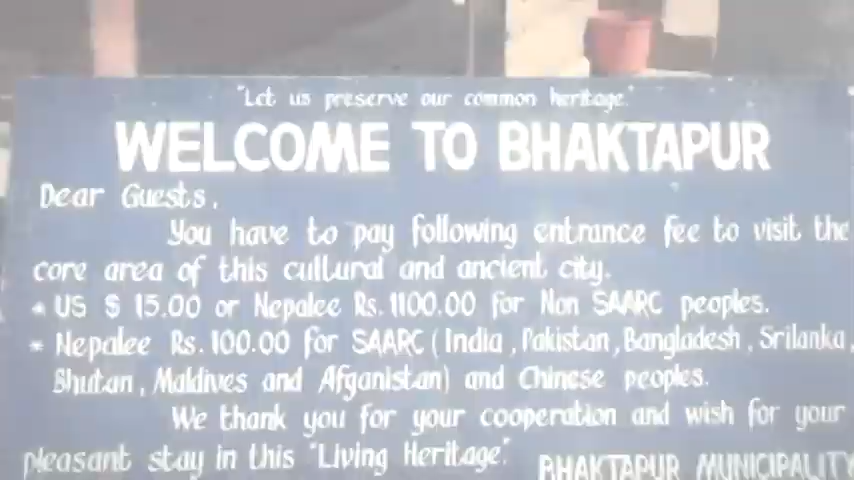 "Let us preserve our common heritage."
WELCOME TO BHAKTAPUR
Dear Guests,
You have to pay following entrance fee to visit the
core area of this cultural and ancient city.
* US $ 15.00 or Nepalee Rs. 1100.00 for Non SAARC peoples.
* Nepalee Rs. 100.00 for SAARC (India, Pakistan, Bangladesh, Srilanka,
Bhutan, Maldives and Afganistan) and Chinese peoples.
We thank you for your cooperation and wish for your
pleasant stay in this "Living Heritage".
BHAKTAPUR MUNICIPALITY